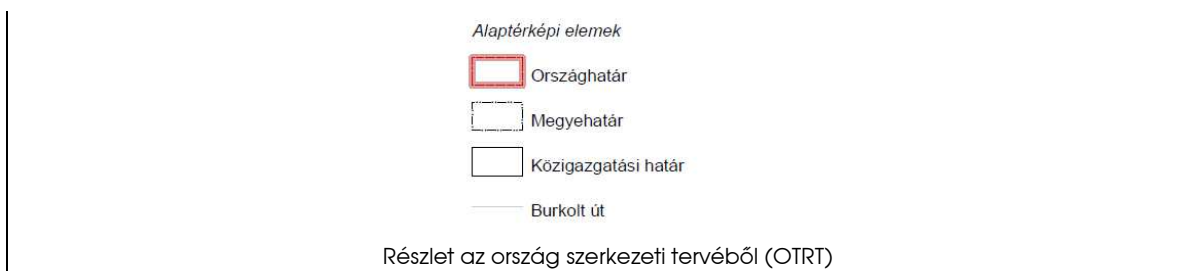 Alaptérképi elemek
Országhatár
Megyehatár
Közigazgatási határ
Burkolt út
Részlet az ország szerkezeti tervéből (OTRT)